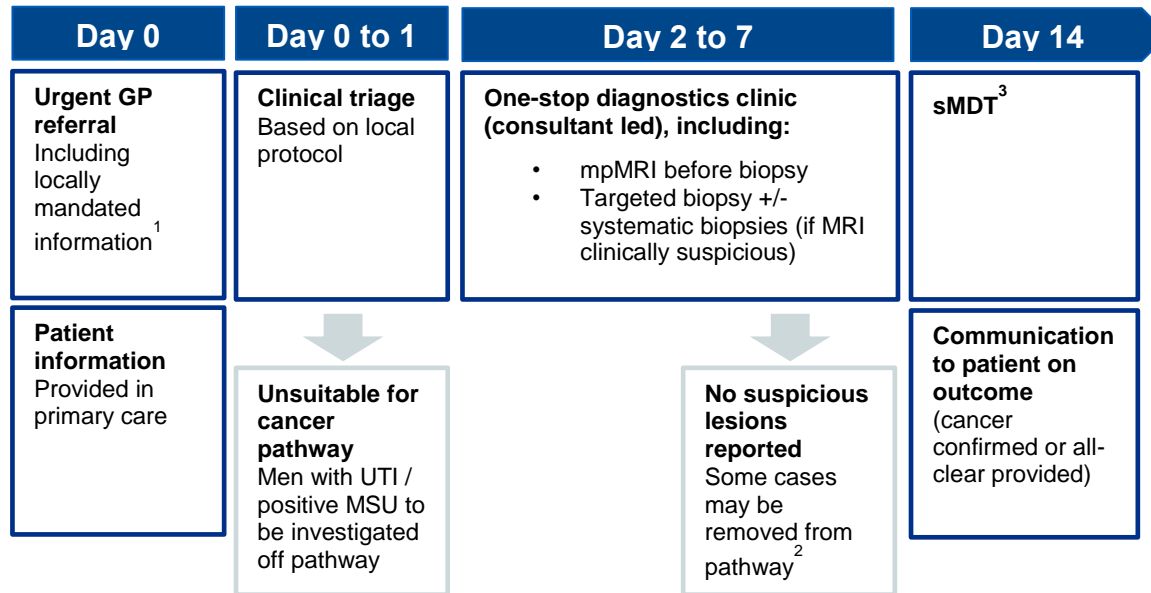 Day 0
Day 0 to 1
Day 2 to 7
Day 14
Urgent GP
referral
Including
locally
mandated
information1
Clinical triage
Based on local
protocol
One-stop diagnostics clinic
(consultant led), including:
• mpMRI before biopsy
• Targeted biopsy +/-
systematic biopsies (if MRI
clinically suspicious)
sMDT3
Patient
information
Provided in
primary care
Unsuitable for
cancer
pathway
Men with UTI /
positive MSU to
be investigated
off pathway
No suspicious
lesions
reported
Some cases
may be
removed from
pathway2
Communication
to patient on
outcome
(cancer
confirmed or all-
clear provided)